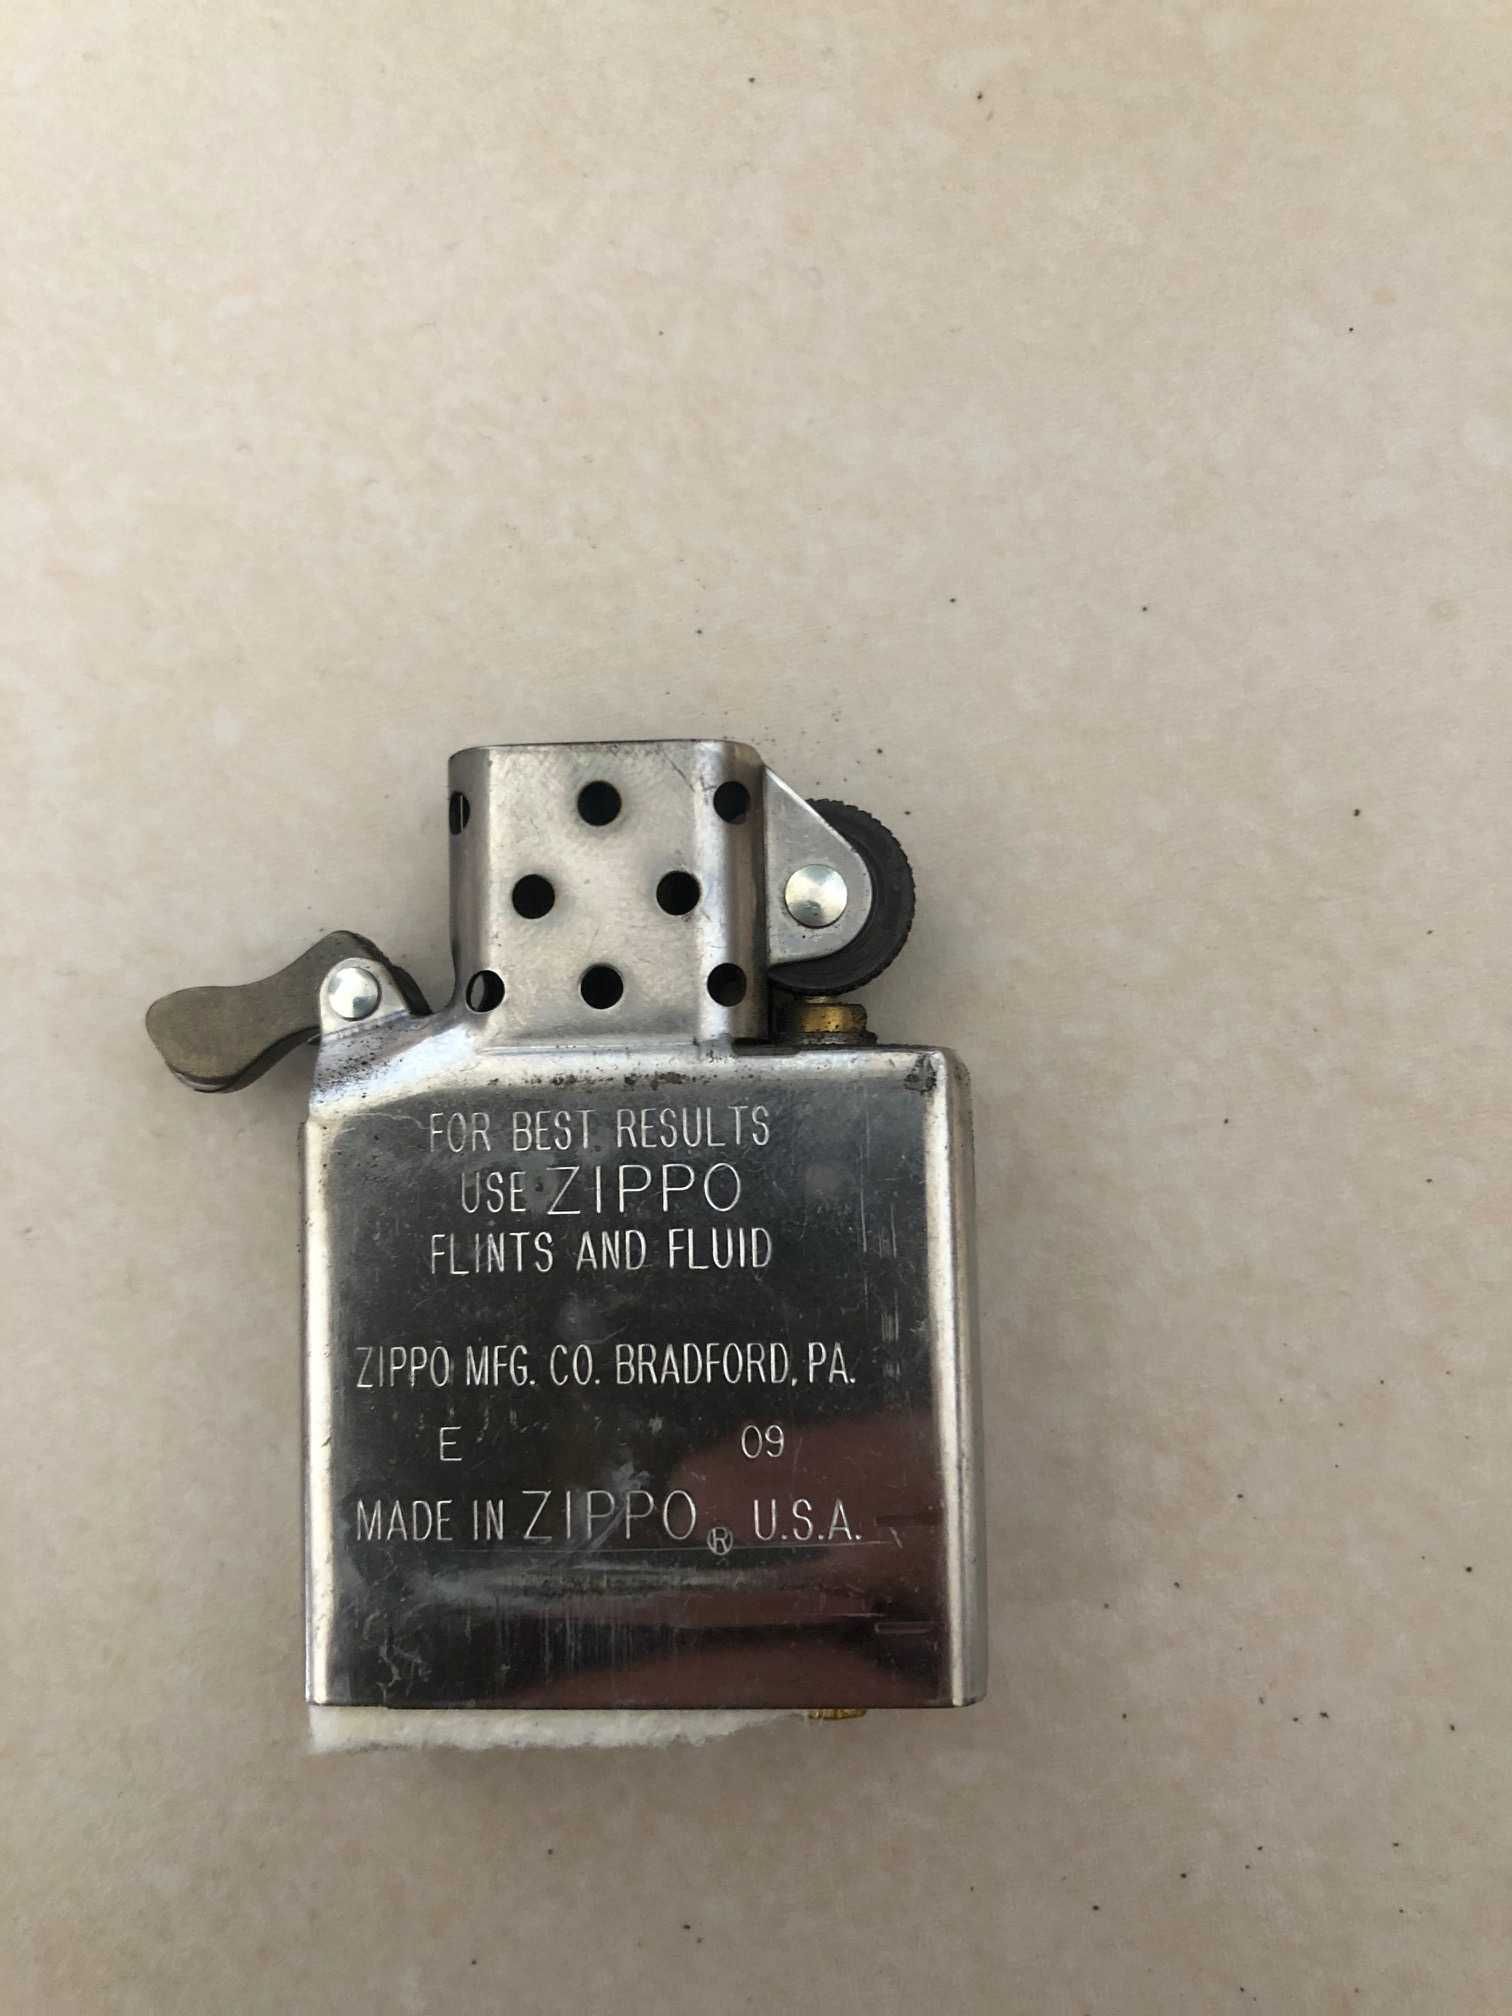 FOR BEST RESULTS
USE ZIPPO
FLINTS AND FLUID
ZIPPO MFG. CO. BRADFORD, PA.
E 09
MADE IN ZIPPO® U.S.A.